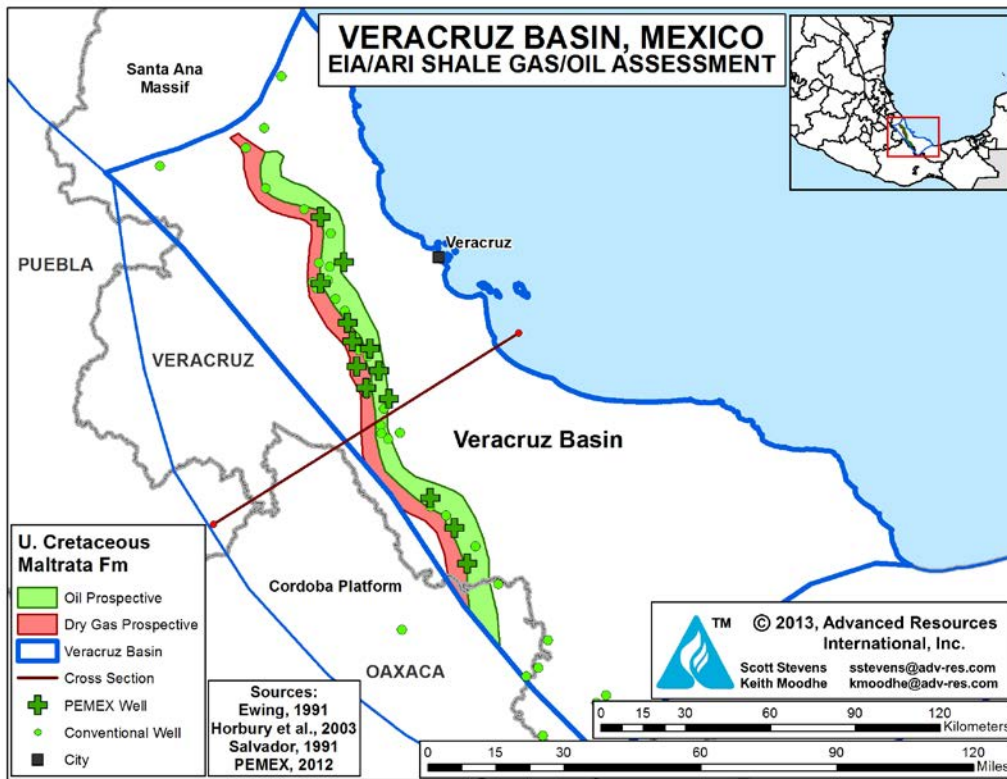 VERACRUZ BASIN, MEXICO
EIA/ARI SHALE GAS/OIL ASSESSMENT
Santa Ana
Massif
PUEBLA
VERACRUZ
Veracruz
Veracruz Basin
Cordoba Platform
OAXACA
U. Cretaceous
Maltrata Fm
Oil Prospective
Dry Gas Prospective
Veracruz Basin
Cross Section
PEMEX Well
Conventional Well
City
Sources:
Ewing, 1991
Horbury et al., 2003
Salvador, 1991
PEMEX, 2012
TM
© 2013, Advanced Resources
International, Inc.
Scott Stevens sstevens@adv-res.com
Keith Moodhe kmoodhe@adv-res.com
0 15 30 60 90 120
Kilometers
0 15 30 60 90 120
Miles